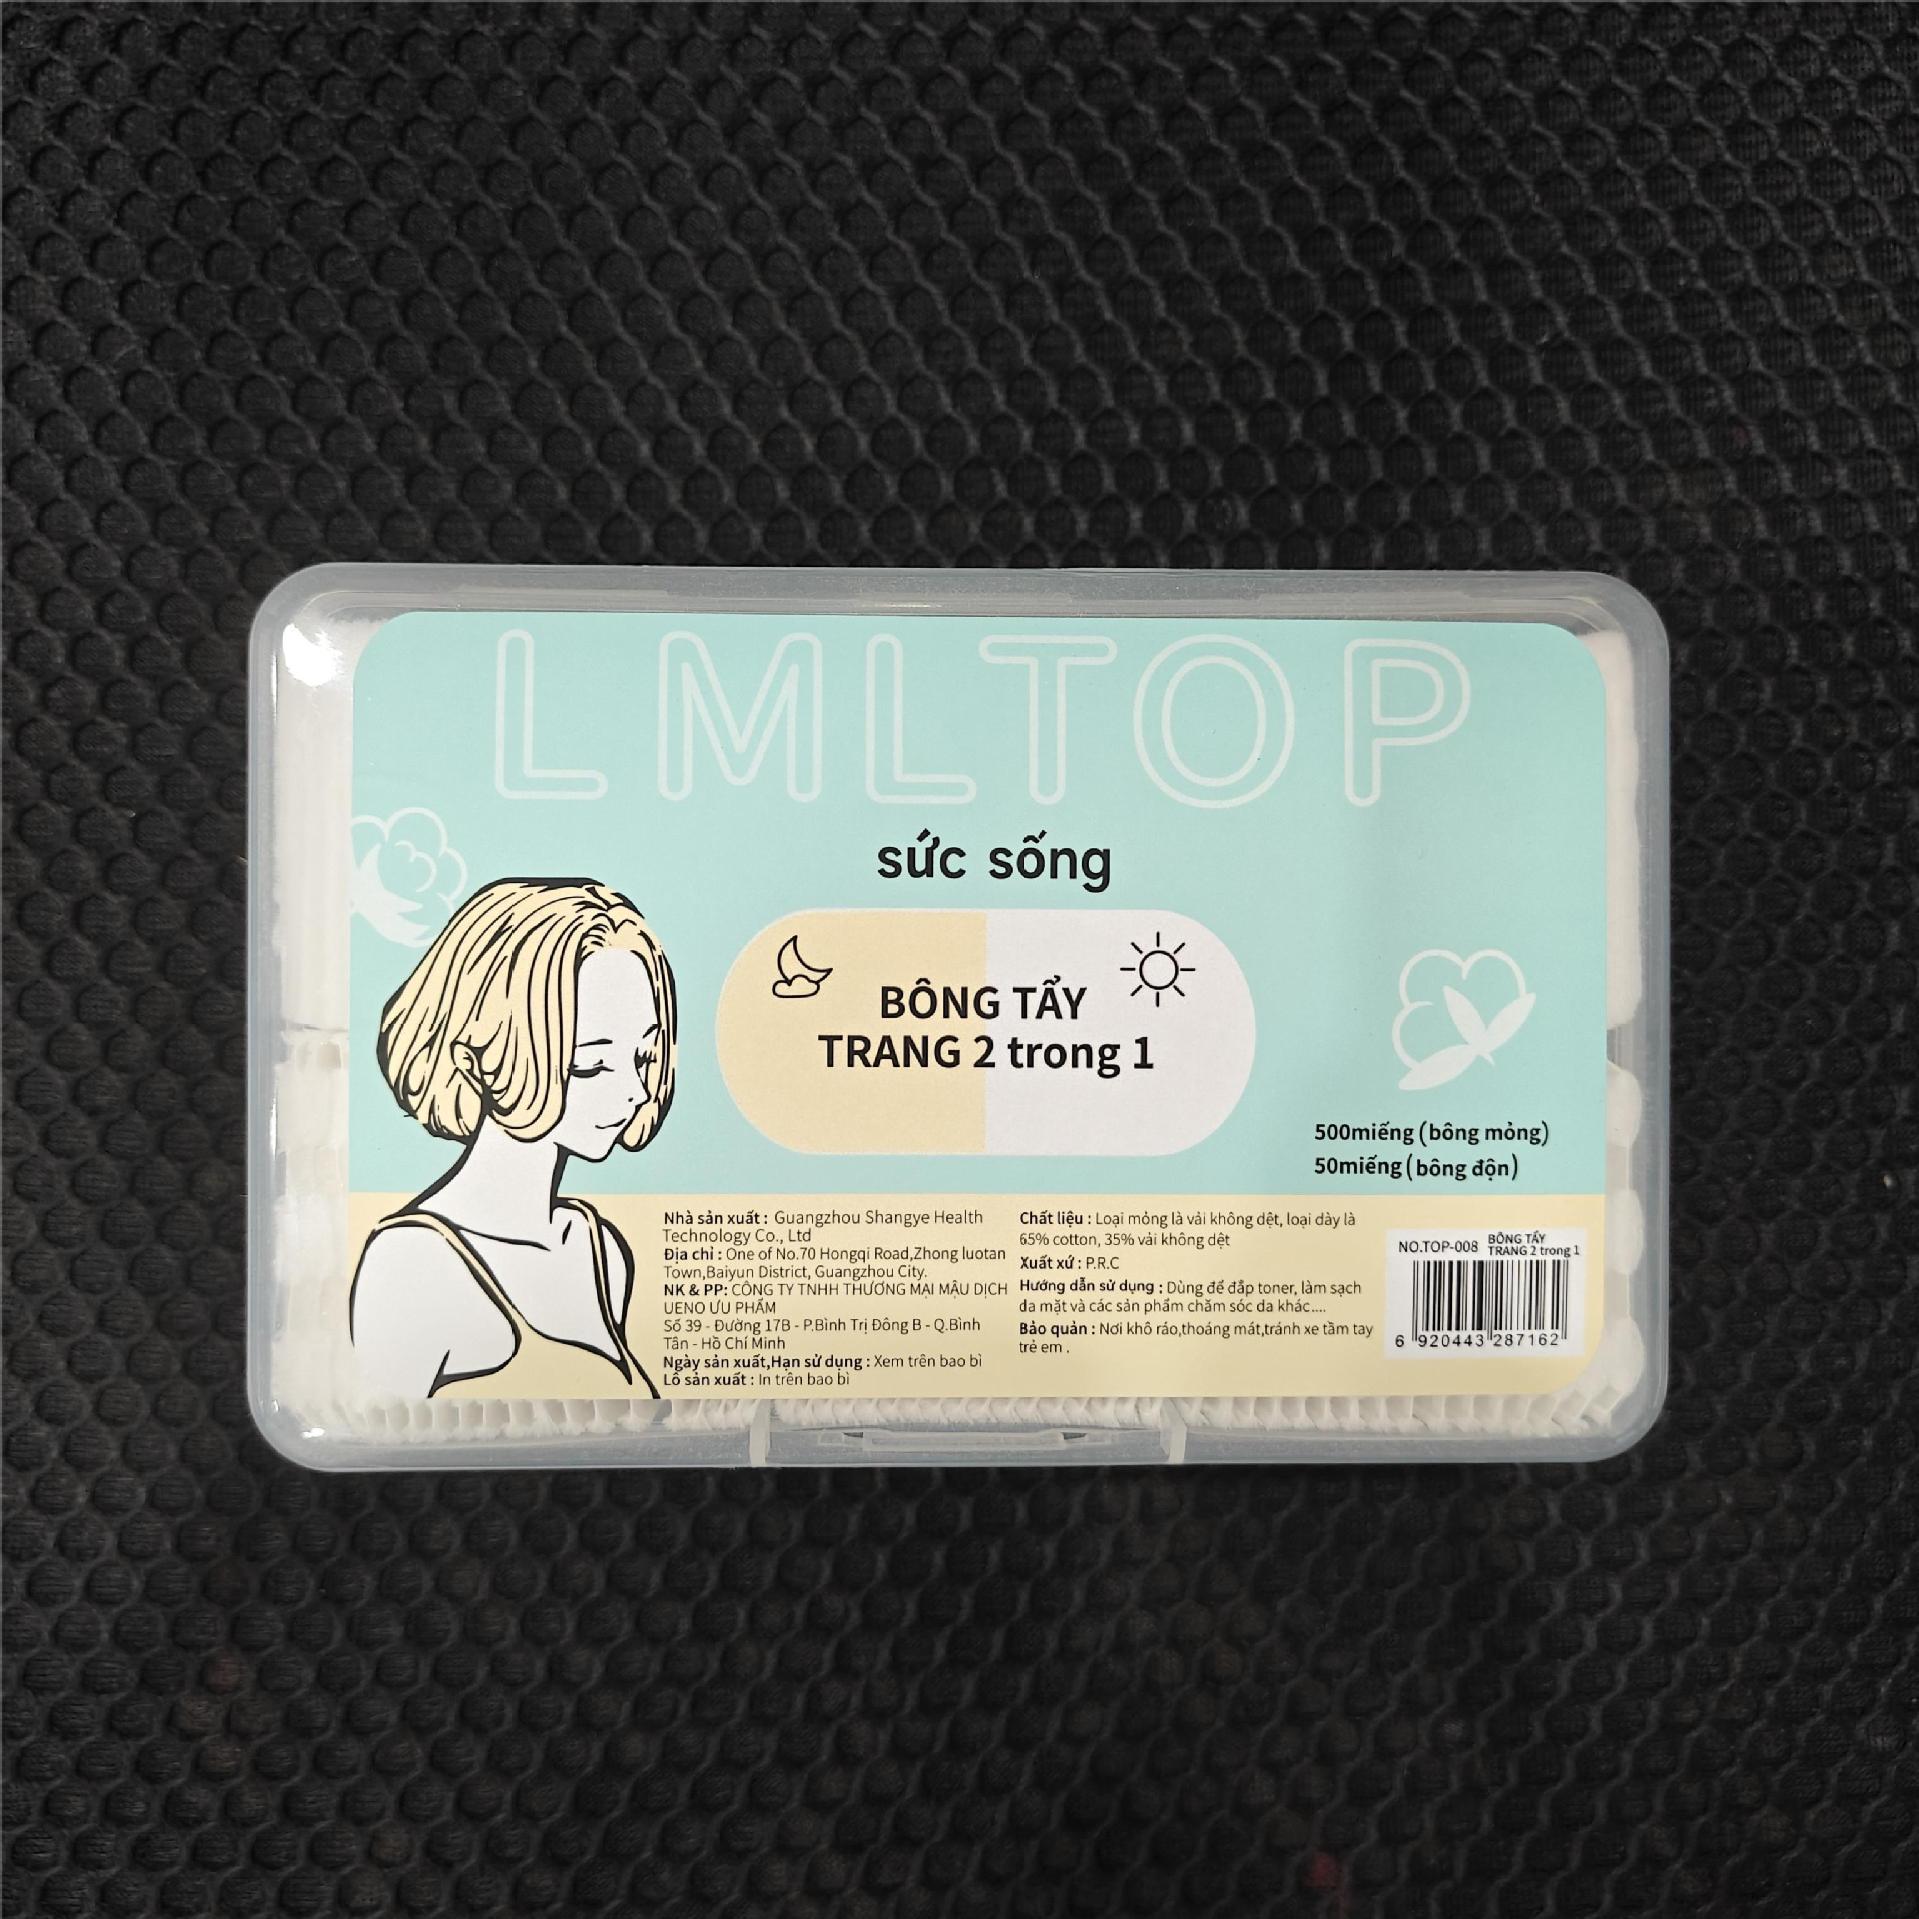 LMLTOP
sức sống
BÔNG TẨY
TRANG 2 trong 1
500miếng (bông mỏng)
50miếng (bông độn)
Nhà sản xuất : Guangzhou Shangye Health
Technology Co., Ltd
Địa chỉ : One of No.70 Hongqi Road,Zhong luotan
Town,Baiyun District, Guangzhou City.
NK & PP: CÔNG TY TNHH THƯƠNG MẠI MẬU DỊCH
UENO ƯU PHẨM
Số 39 - Đường 17B - P.Bình Trị Đông B - Q.Bình
Tân - Hồ Chí Minh
Ngày sản xuất,Hạn sử dụng : Xem trên bao bì
Lô sản xuất : In trên bao bì
Chất liệu : Loại mỏng là vải không dệt, loại dày là
65% cotton, 35% vải không dệt
Xuất xứ : P.R.C
Hướng dẫn sử dụng : Dùng để đắp toner, làm sạch
da mặt và các sản phẩm chăm sóc da khác....
Bảo quản : Nơi khô ráo,thoáng mát,tránh xe tầm tay
trẻ em .
NO.TOP-008 BÔNG TẨY
TRANG 2 trong 1
6 920443 287162